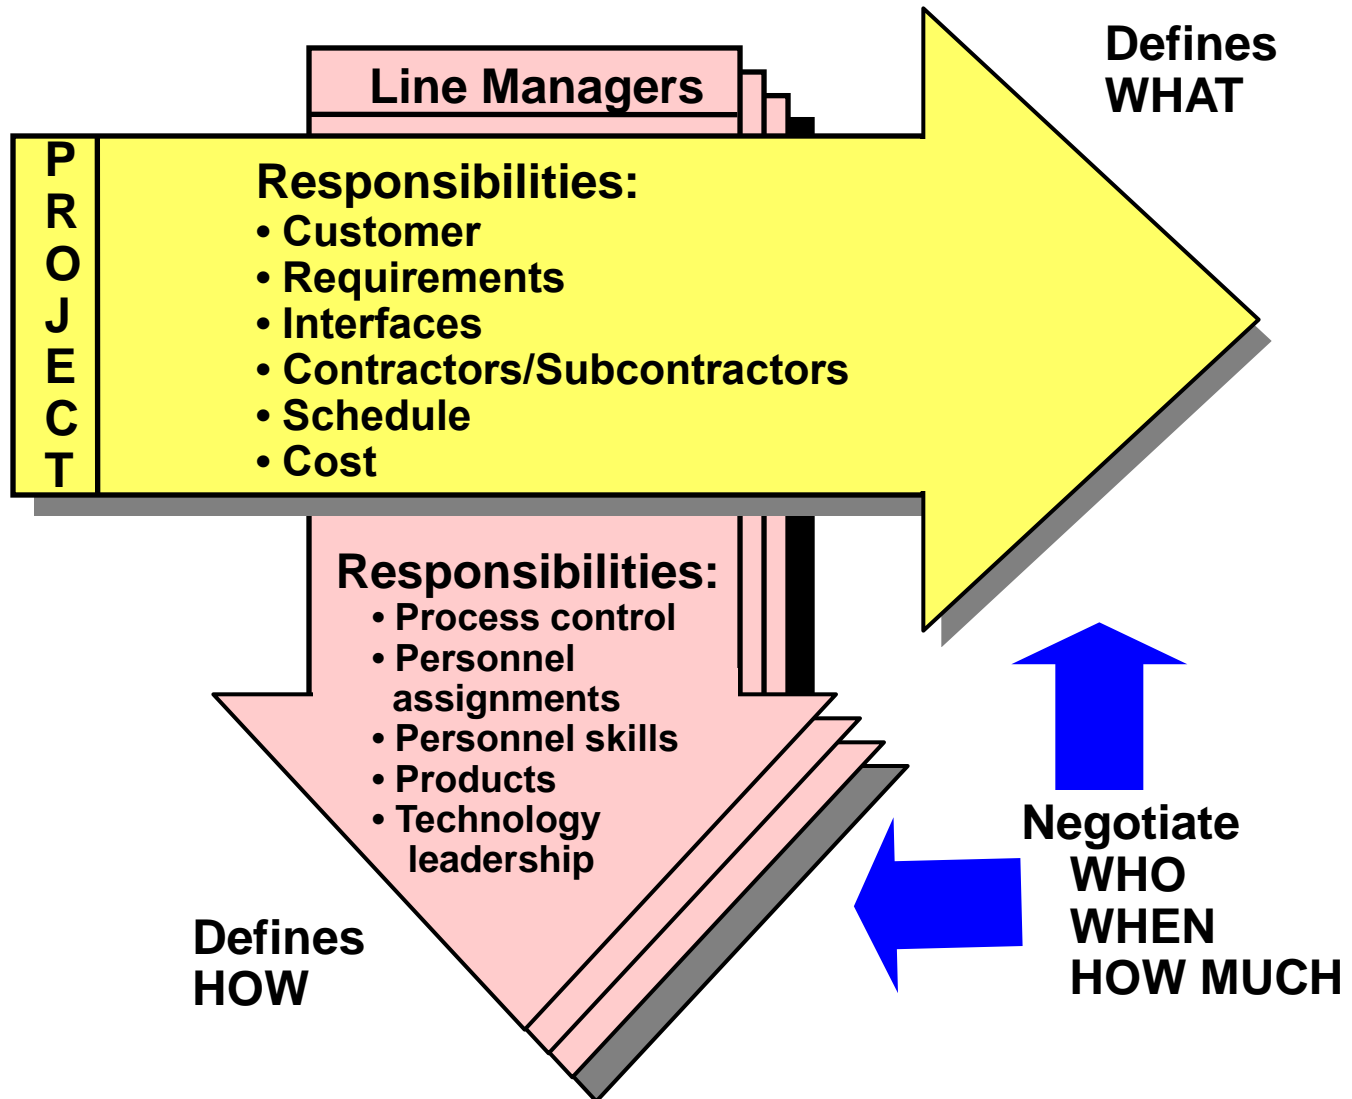 Defines
WHAT
Line Managers
PROJECT
Responsibilities:
• Customer
• Requirements
• Interfaces
• Contractors/Subcontractors
• Schedule
• Cost
Responsibilities:
• Process control
• Personnel
assignments
• Personnel skills
• Products
• Technology
leadership
Defines
HOW
Negotiate
WHO
WHEN
HOW MUCH